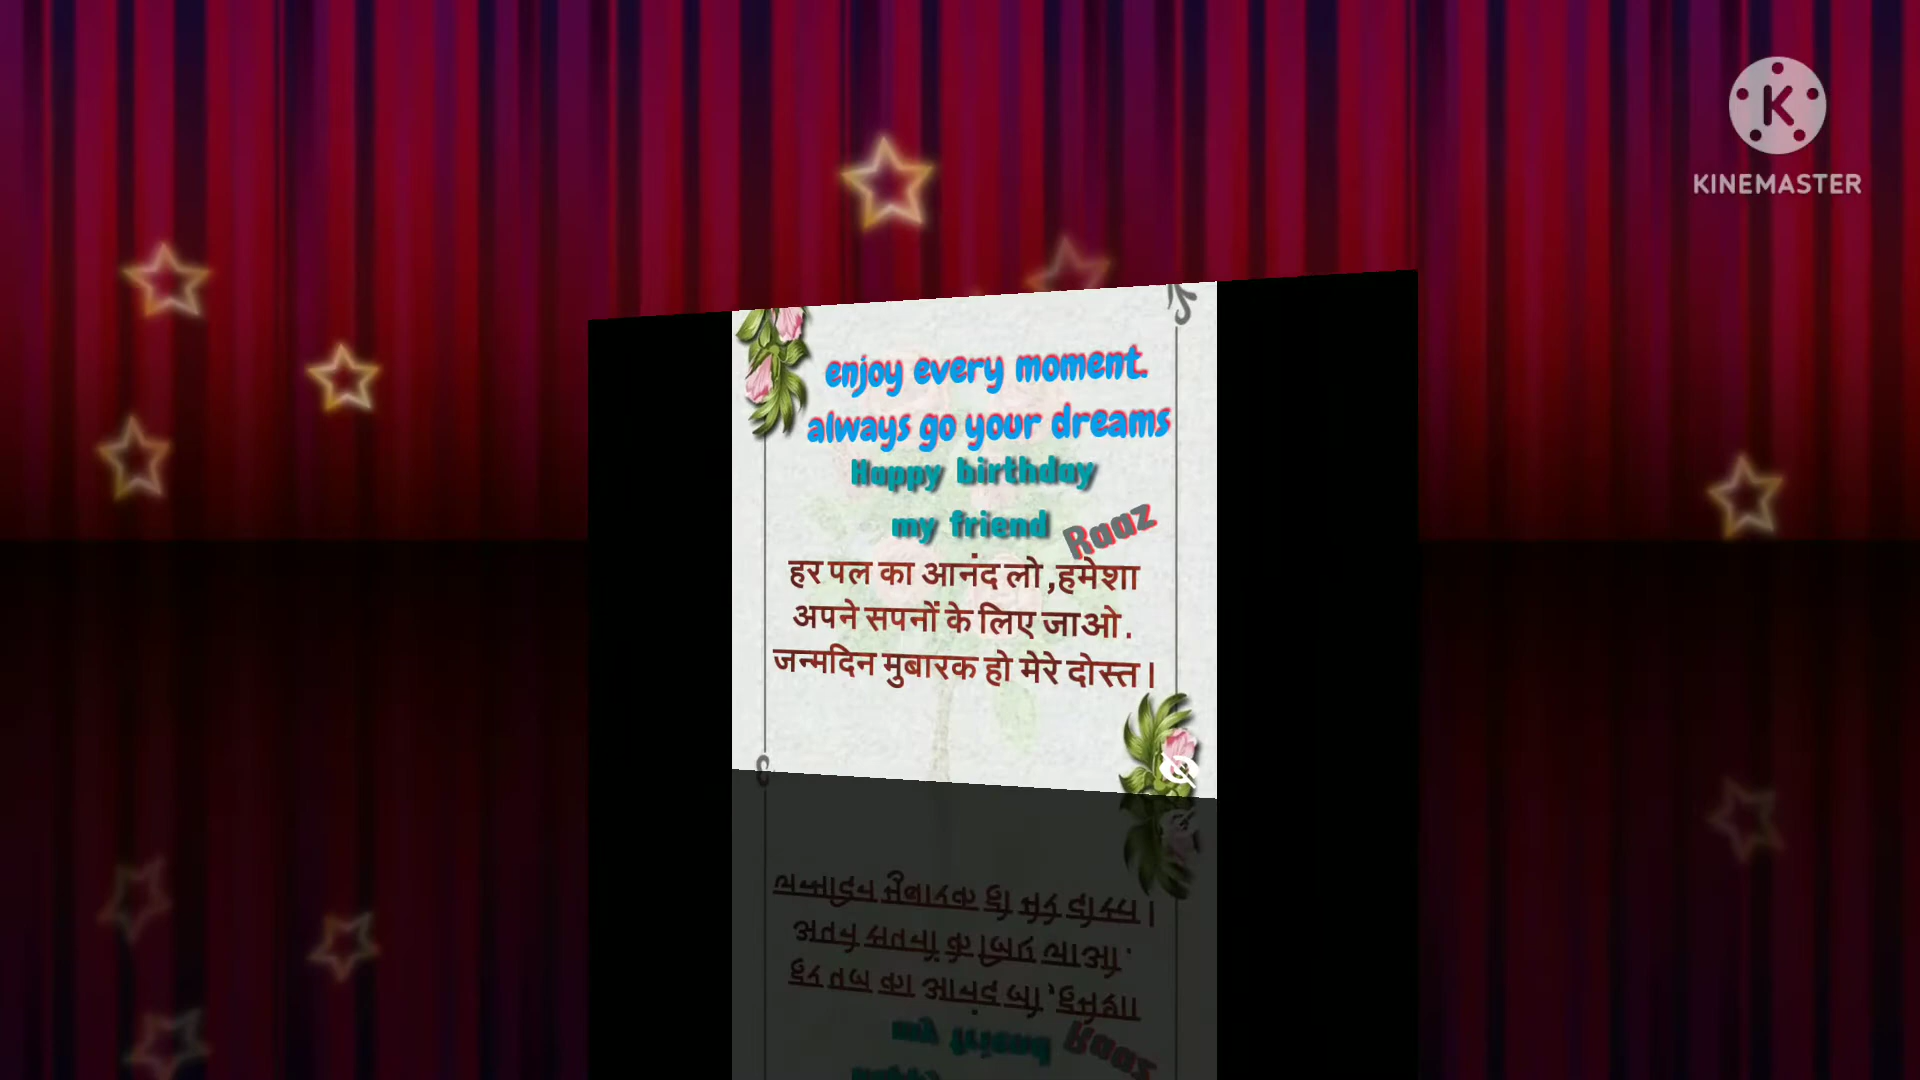 KINEMASTER
enjoy every moment.
always go your dreams
Happy birthday
my friend Raaz
हर पल का आनंद लो ,हमेशा
अपने सपनों के लिए जाओ .
जन्मदिन मुबारक हो मेरे दोस्त ।